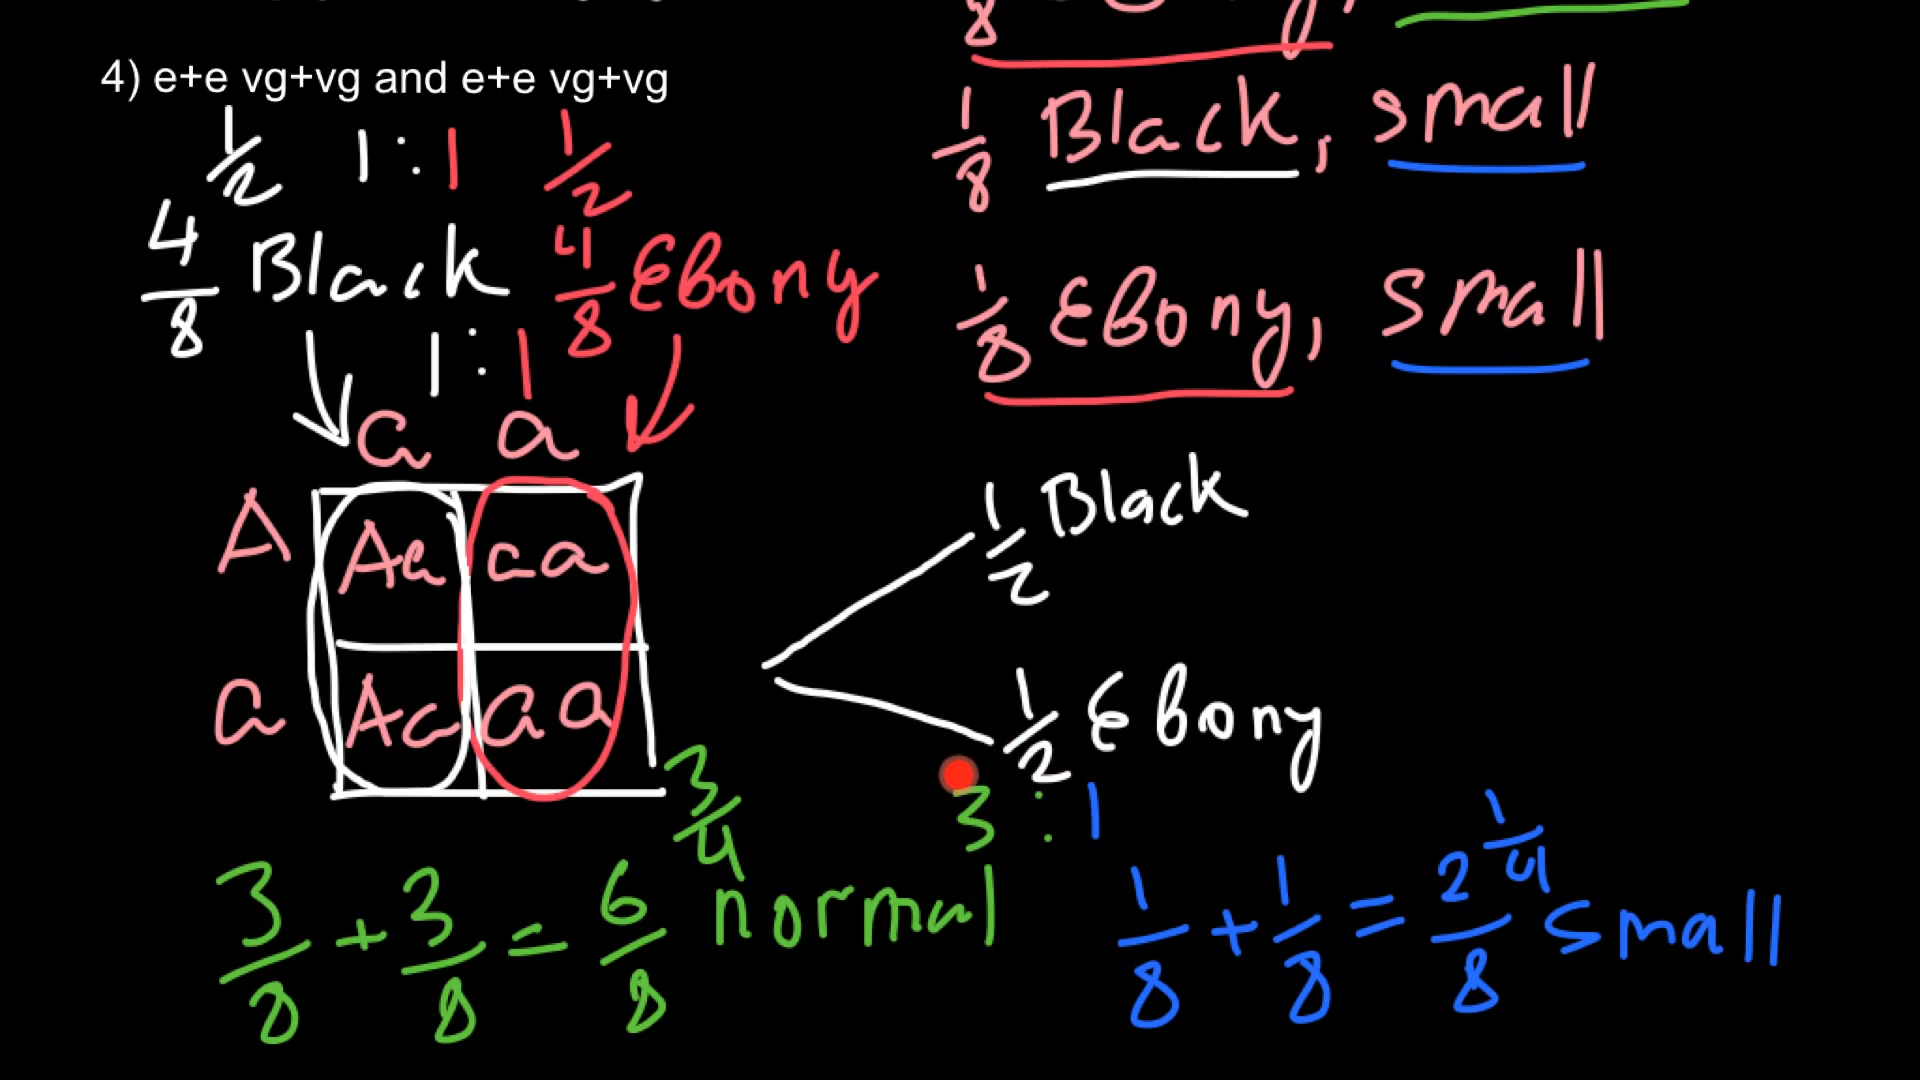 4) e+e vg+vg and e+e vg+vg
1/2 1:1 1/2
4/8 Black 4/8 Ebony
1:1
a a
A Aa aa
a Aa aa
1/8 Black, small
1/8 Ebony, small
1/2 Black
1/2 Ebony
3/4 3:1 1/4
3/8 + 3/8 = 6/8 normal
1/8 + 1/8 = 2/8 small